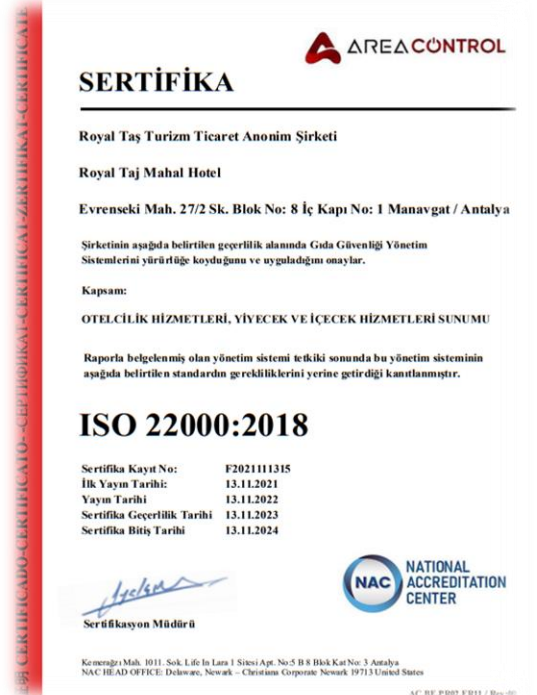 AREACONTROL
SERTİFİKA
Royal Taş Turizm Ticaret Anonim Şirketi
Royal Taj Mahal Hotel
Evrenseki Mah. 27/2 Sk. Blok No: 8 İç Kapı No: 1 Manavgat / Antalya
Şirketinin aşağıda belirtilen geçerlilik alanında Gıda Güvenliği Yönetim
Sistemlerini yürürlüğe koyduğunu ve uyguladığını onaylar.
Kapsam:
OTELCİLİK HİZMETLERİ, YİYECEK VE İÇECEK HİZMETLERİ SUNUMU
Raporla belgelenmiş olan yönetim sistemi tetkiki sonunda bu yönetim sisteminin
aşağıda belirtilen standardın gerekliliklerini yerine getirdiği kanıtlanmıştır.
ISO 22000:2018
Sertifika Kayıt No: F2021111315
İlk Yayın Tarihi: 13.11.2021
Yayın Tarihi 13.11.2022
Sertifika Geçerlilik Tarihi 13.11.2023
Sertifika Bitiş Tarihi 13.11.2024
NAC
NATIONAL
ACCREDITATION
CENTER
Sertifikasyon Müdürü
Kemerağzı Mah. 1011. Sok. Life In Lara 1 Sitesi Apt. No:5 B 8 Blok Kat No: 3 Antalya
NAC HEAD OFFICE: Delaware, Newark – Christiana Corporate Newark 19713 United States
CERTIFICADO-CERTIFICATO--СЕРТИФИКАТ-CERTIFICAT-ZERTIFIKAT-CERTIFICATE